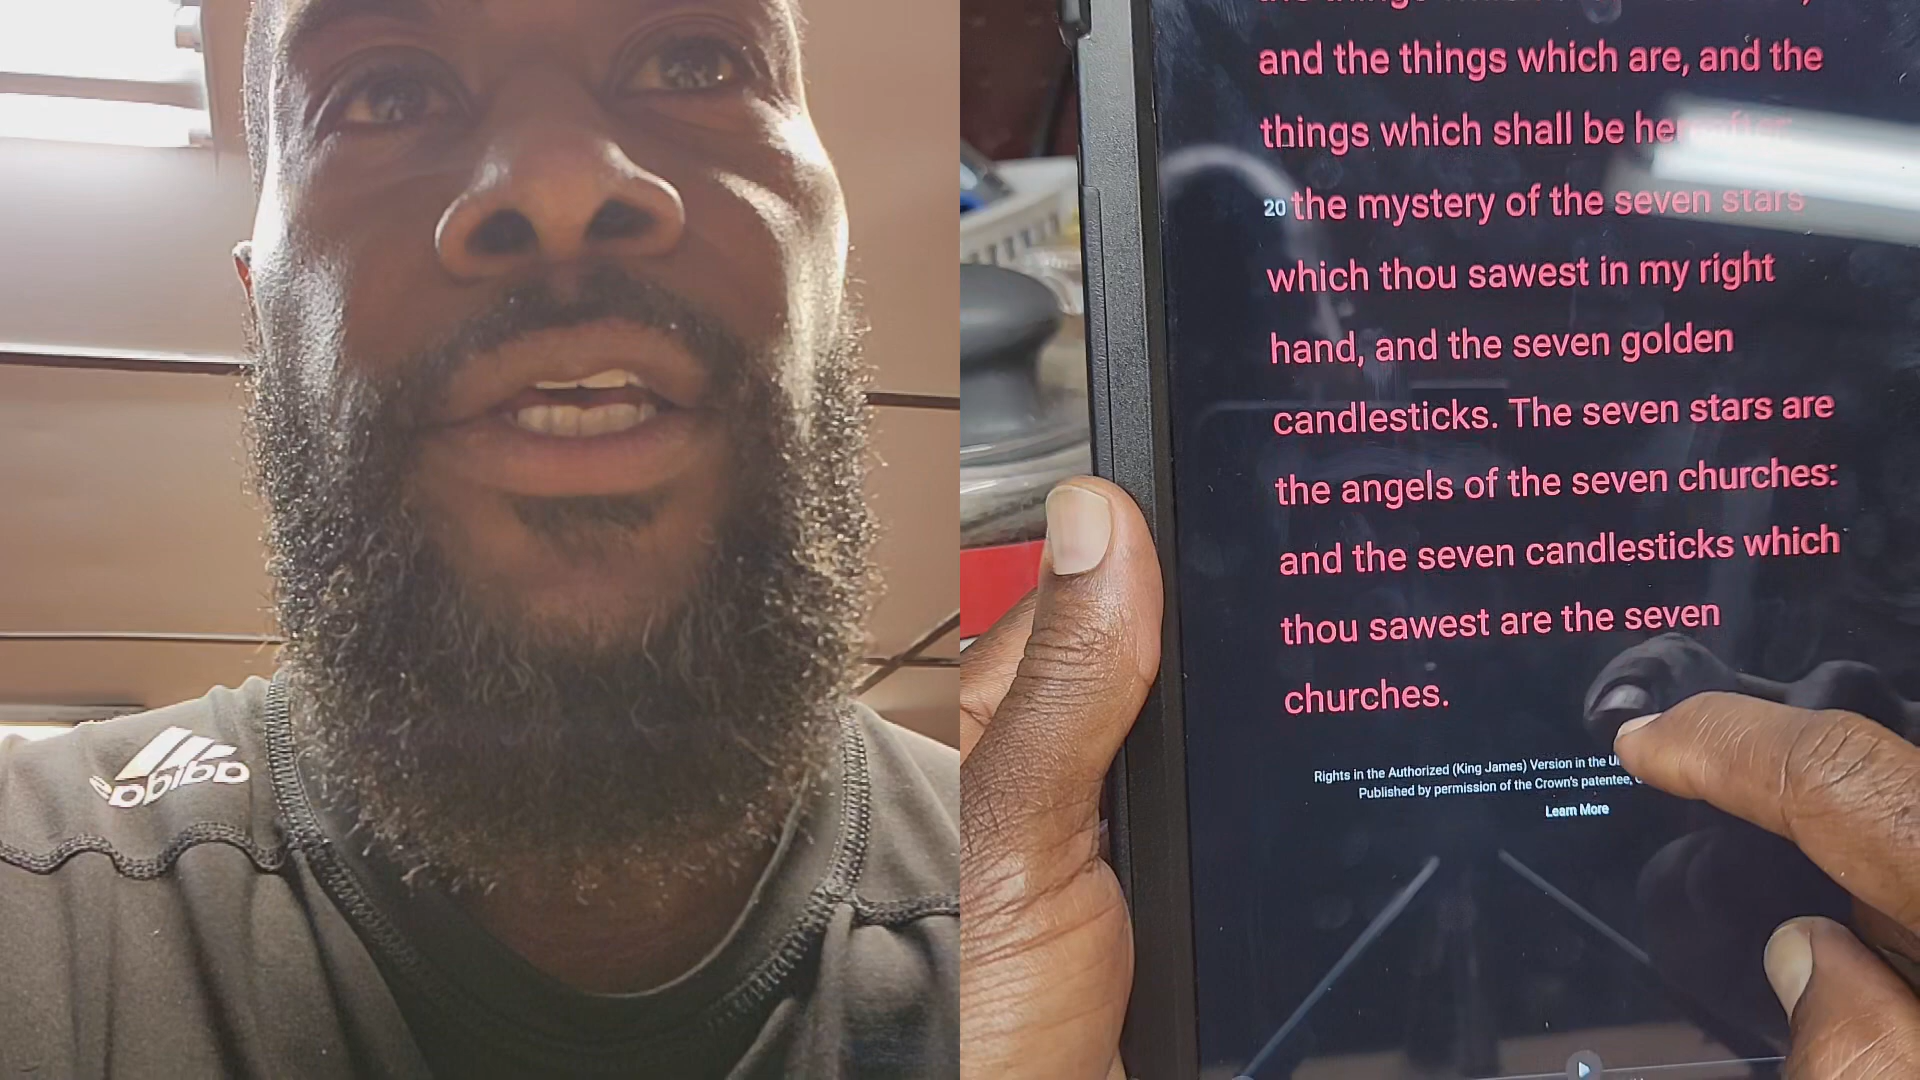 adidas
and the things which are, and the
things which shall be hereafter
20 the mystery of the seven stars
which thou sawest in my right
hand, and the seven golden
candlesticks. The seven stars are
the angels of the seven churches:
and the seven candlesticks which
thou sawest are the seven
churches.
Rights in the Authorized (King James) Version in the
Published by permission of the Crown's patentee,
Learn More